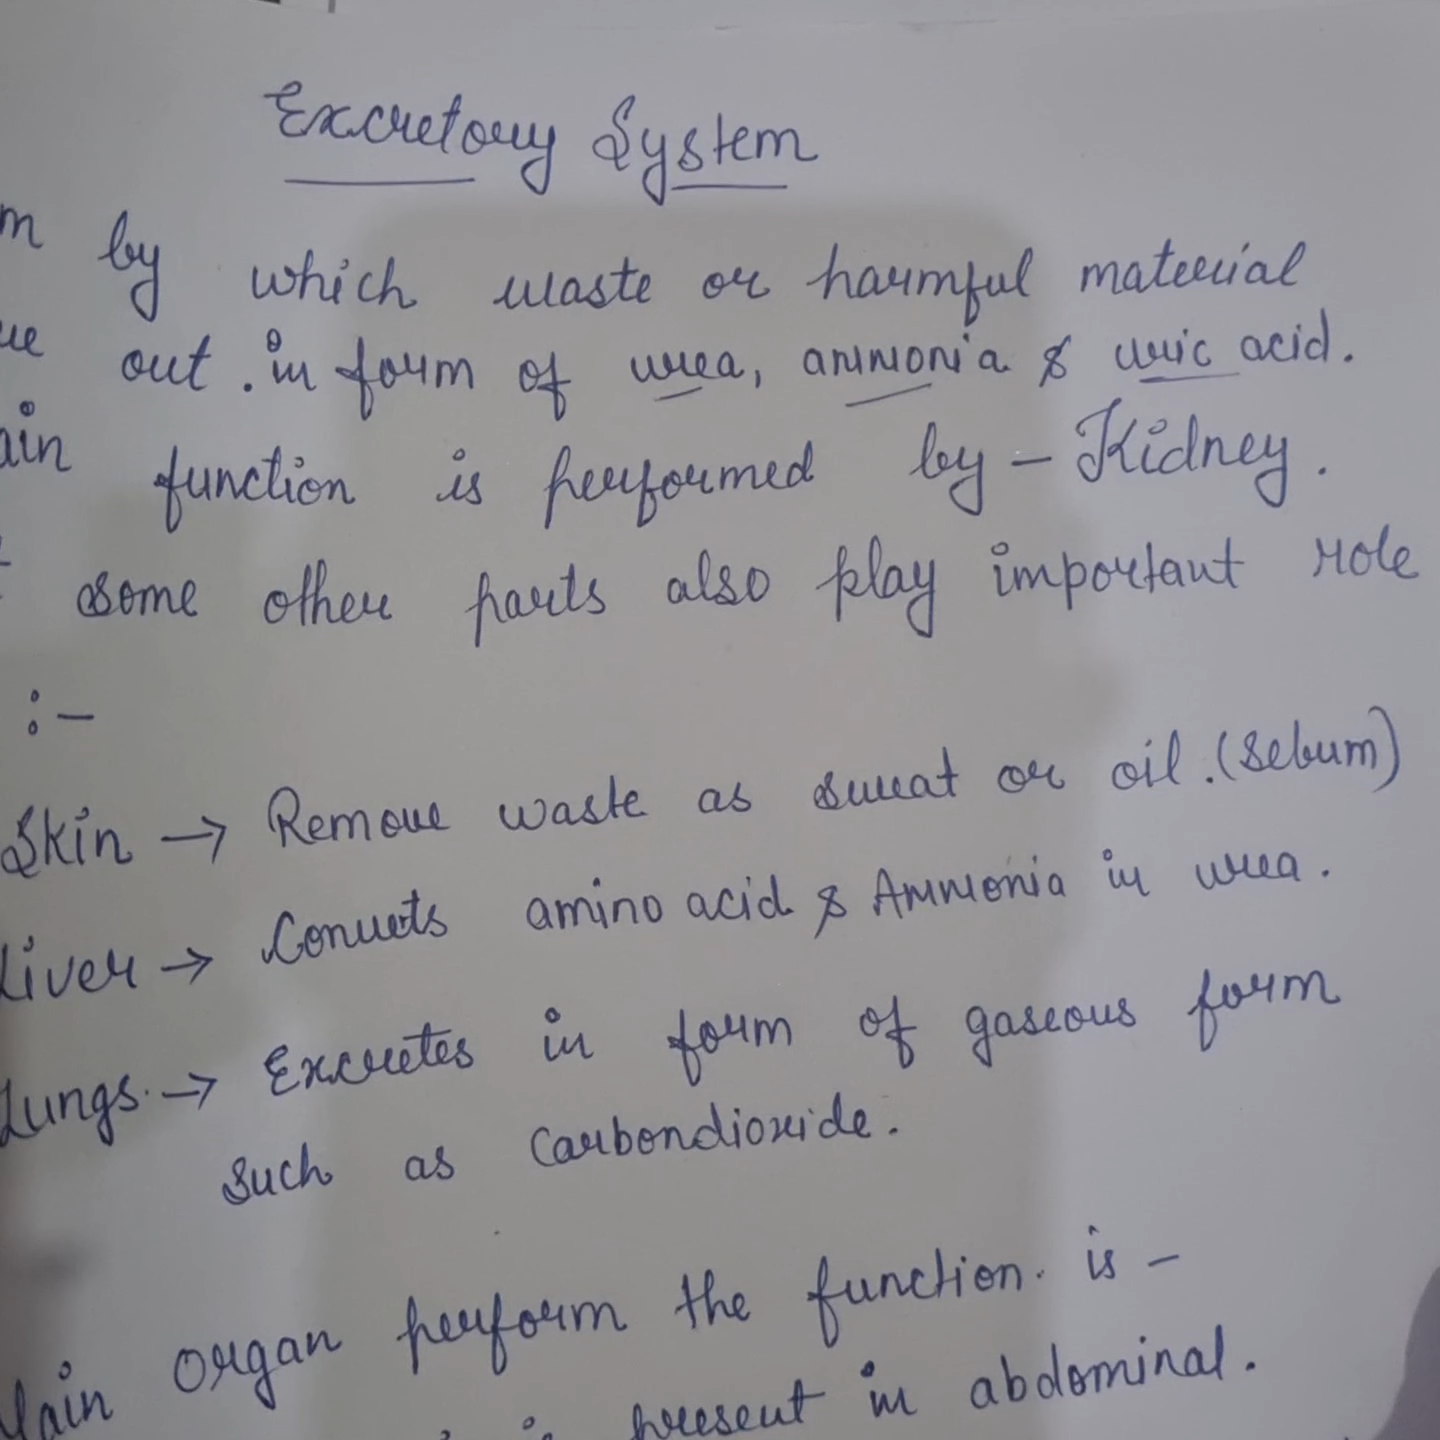 Excretory System
m by which waste or harmful material
ue out . in form of urea, ammonia & uric acid.
ain function is performed by - Kidney.
some other parts also play important role
:-
Skin → Remove waste as sweat or oil. (Sebum)
Liver → Converts amino acid & Ammonia in urea.
Lungs. → Excretes in form of gaseous form
such as Carbondioxide.
Main organ perform the function. is -
present in abdominal.